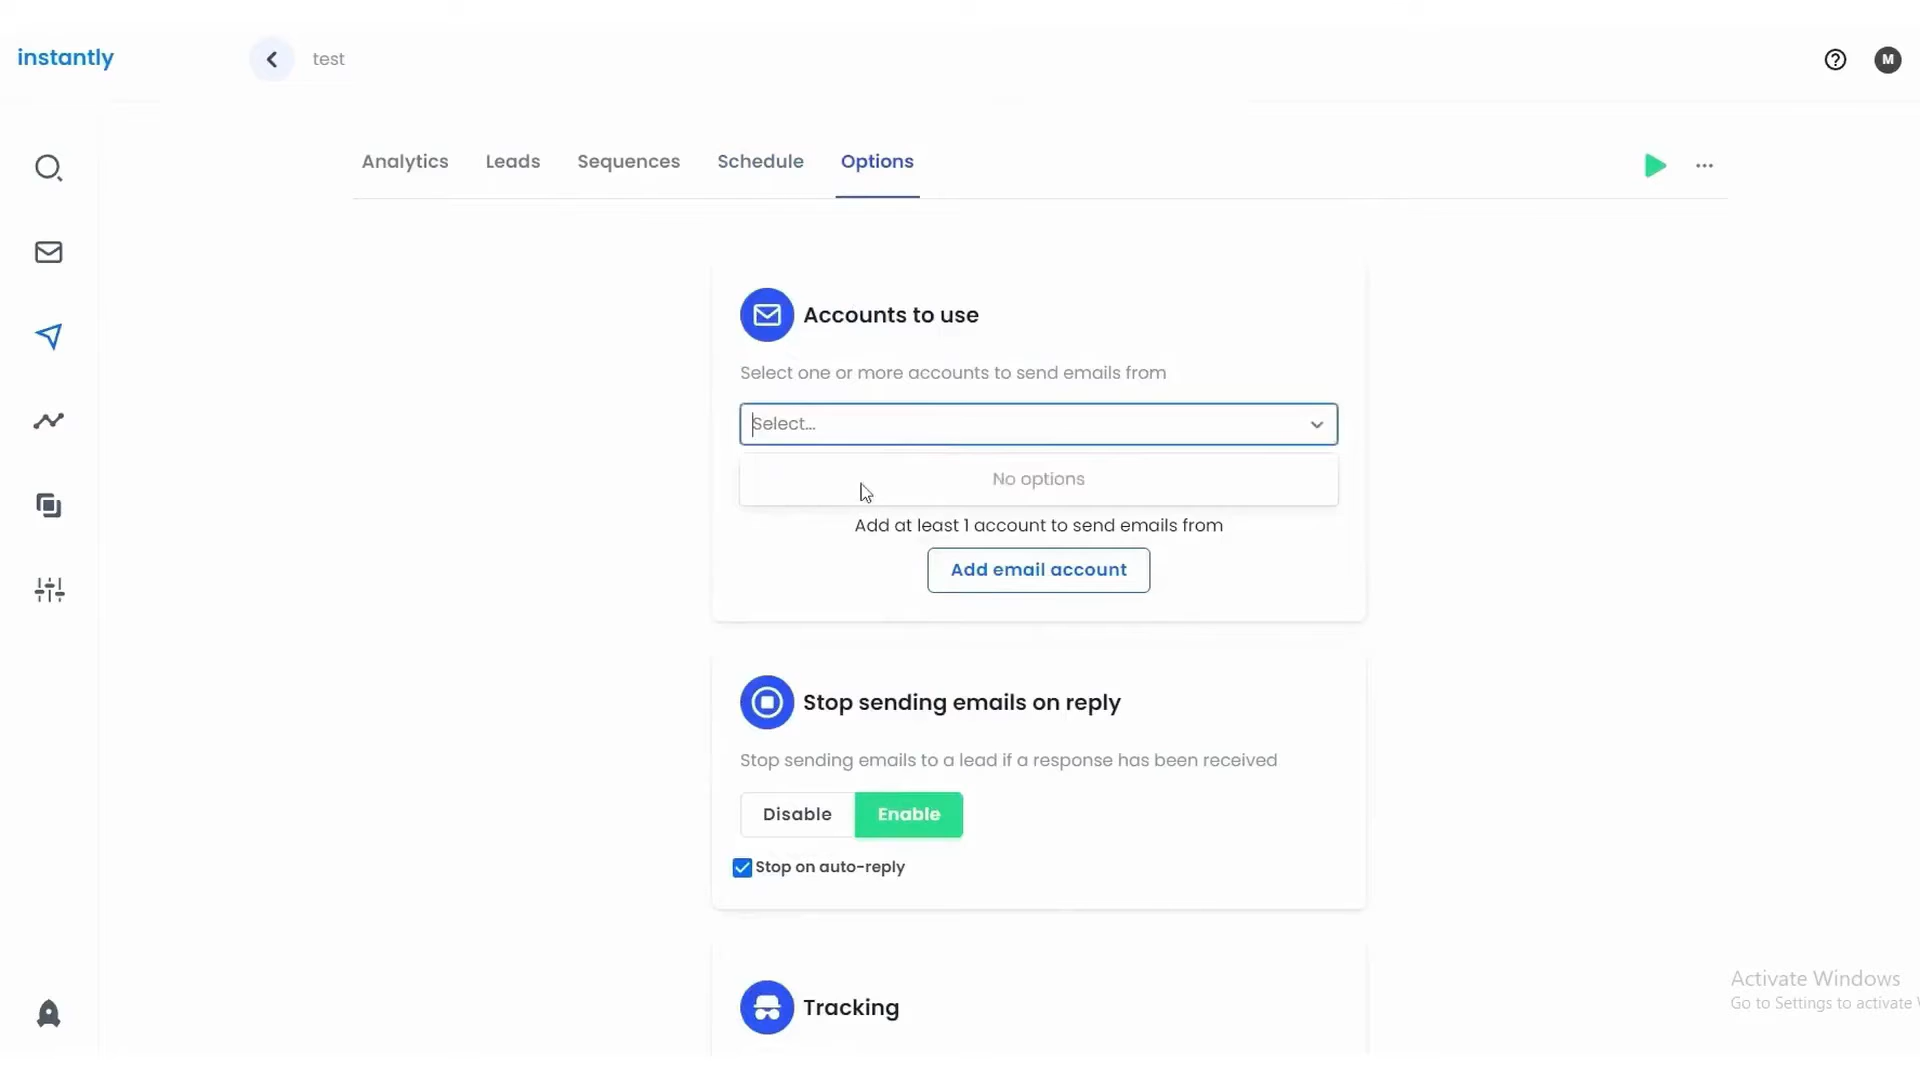 instantly
test
M
Analytics Leads Sequences Schedule Options
Accounts to use
Select one or more accounts to send emails from
Select...
No options
Add at least 1 account to send emails from
Add email account
Stop sending emails on reply
Stop sending emails to a lead if a response has been received
Disable Enable
Stop on auto-reply
Tracking
Activate Windows
Go to Settings to activate W